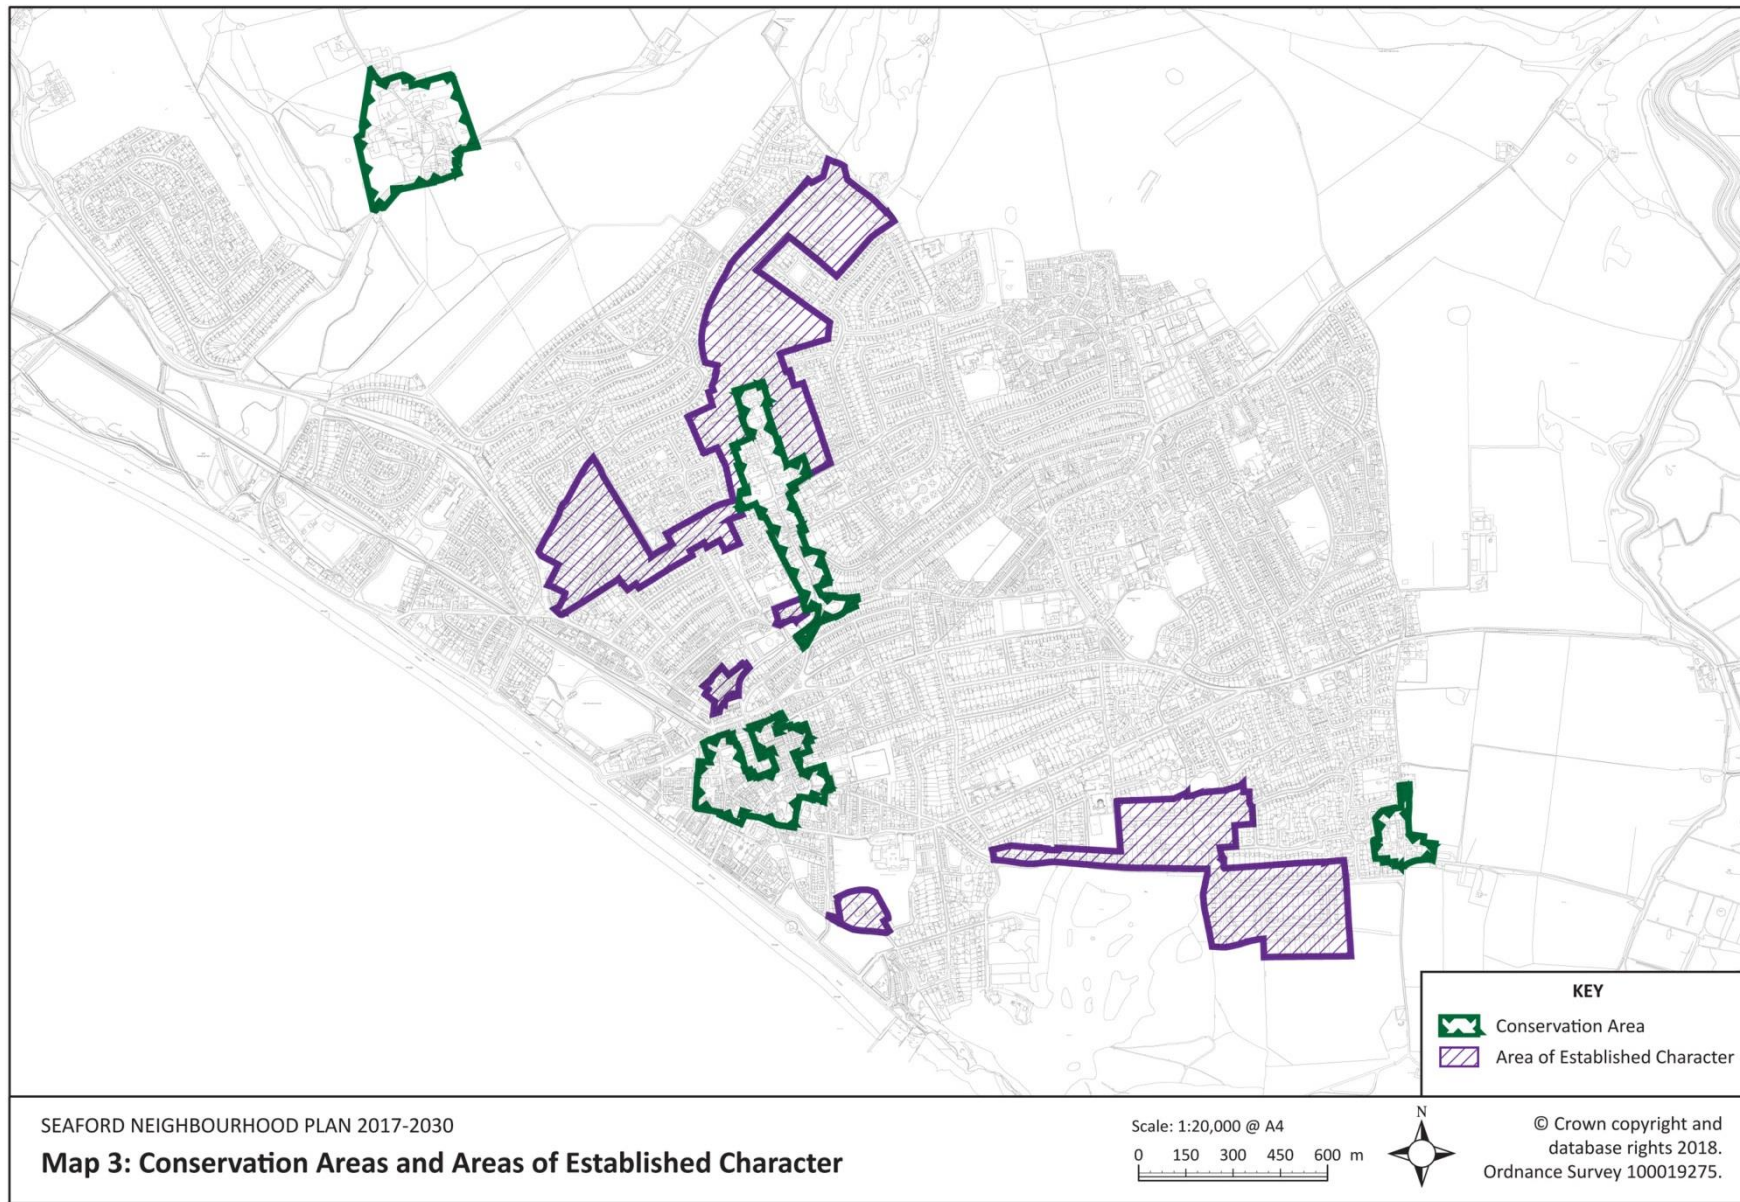 KEY
Conservation Area
Area of Established Character
SEAFORD NEIGHBOURHOOD PLAN 2017-2030
Map 3: Conservation Areas and Areas of Established Character
Scale: 1:20,000 @ A4
0 150 300 450 600 m
N
© Crown copyright and
database rights 2018.
Ordnance Survey 100019275.